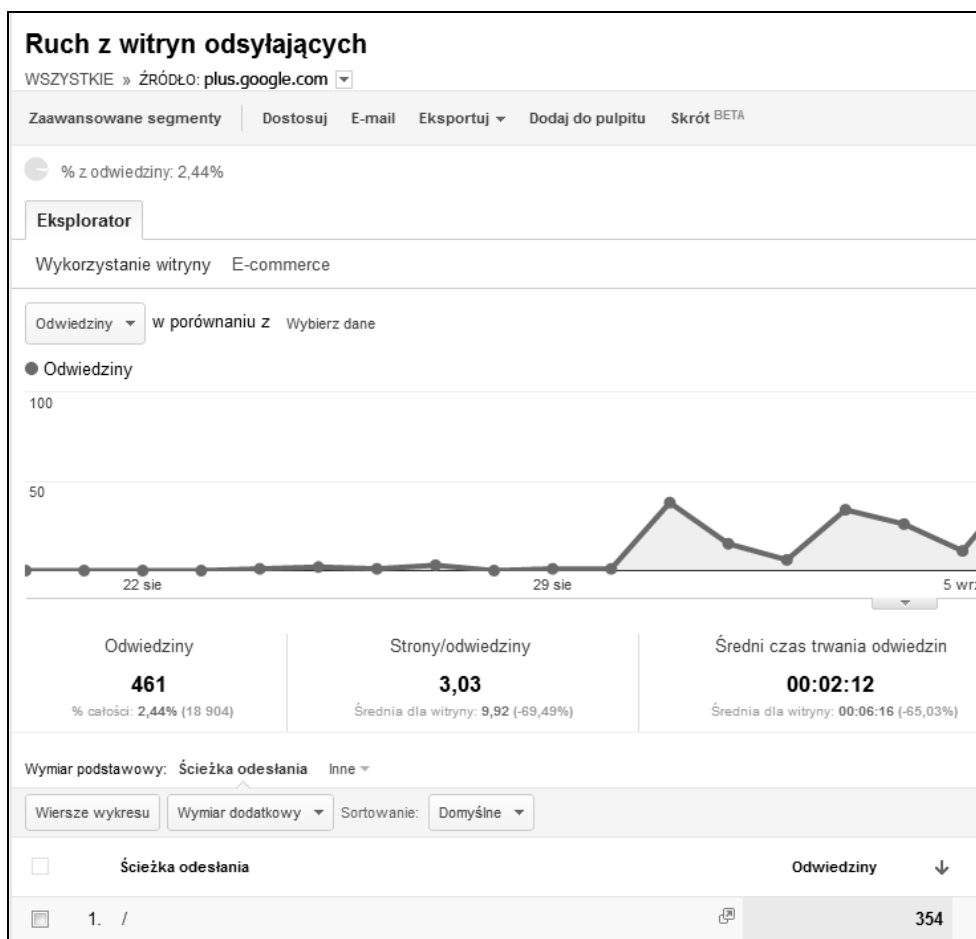 Ruch z witryn odsyłających
WSZYSTKIE » ŹRÓDŁO: plus.google.com
Zaawansowane segmenty Dostosuj E-mail Eksportuj Dodaj do pulpitu Skrót BETA
% z odwiedziny: 2,44%
Eksplorator
Wykorzystanie witryny E-commerce
Odwiedziny w porównaniu z Wybierz dane
Odwiedziny
100
50
22 sie 29 sie 5 wrz
Odwiedziny Strony/odwiedziny Średni czas trwania odwiedzin
461 3,03 00:02:12
% całości: 2,44% (18 904) Średnia dla witryny: 9,92 (-69,49%) Średnia dla witryny: 00:06:16 (-65,03%)
Wymiar podstawowy: Ścieżka odesłania Inne
Wiersze wykresu Wymiar dodatkowy Sortowanie: Domyślne
Ścieżka odesłania Odwiedziny
1. / 354